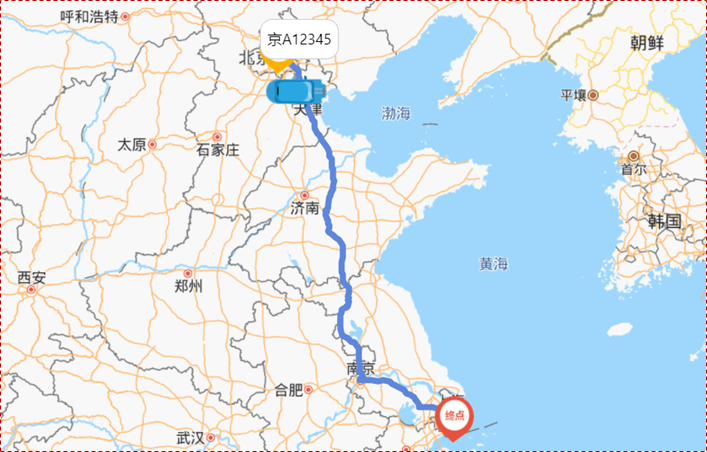 呼和浩特
京A12345
北京
朝鲜
平壤
天津
渤海
太原
石家庄
首尔
济南
韩国
黄海
西安
郑州
南京
合肥
上海
终点
武汉